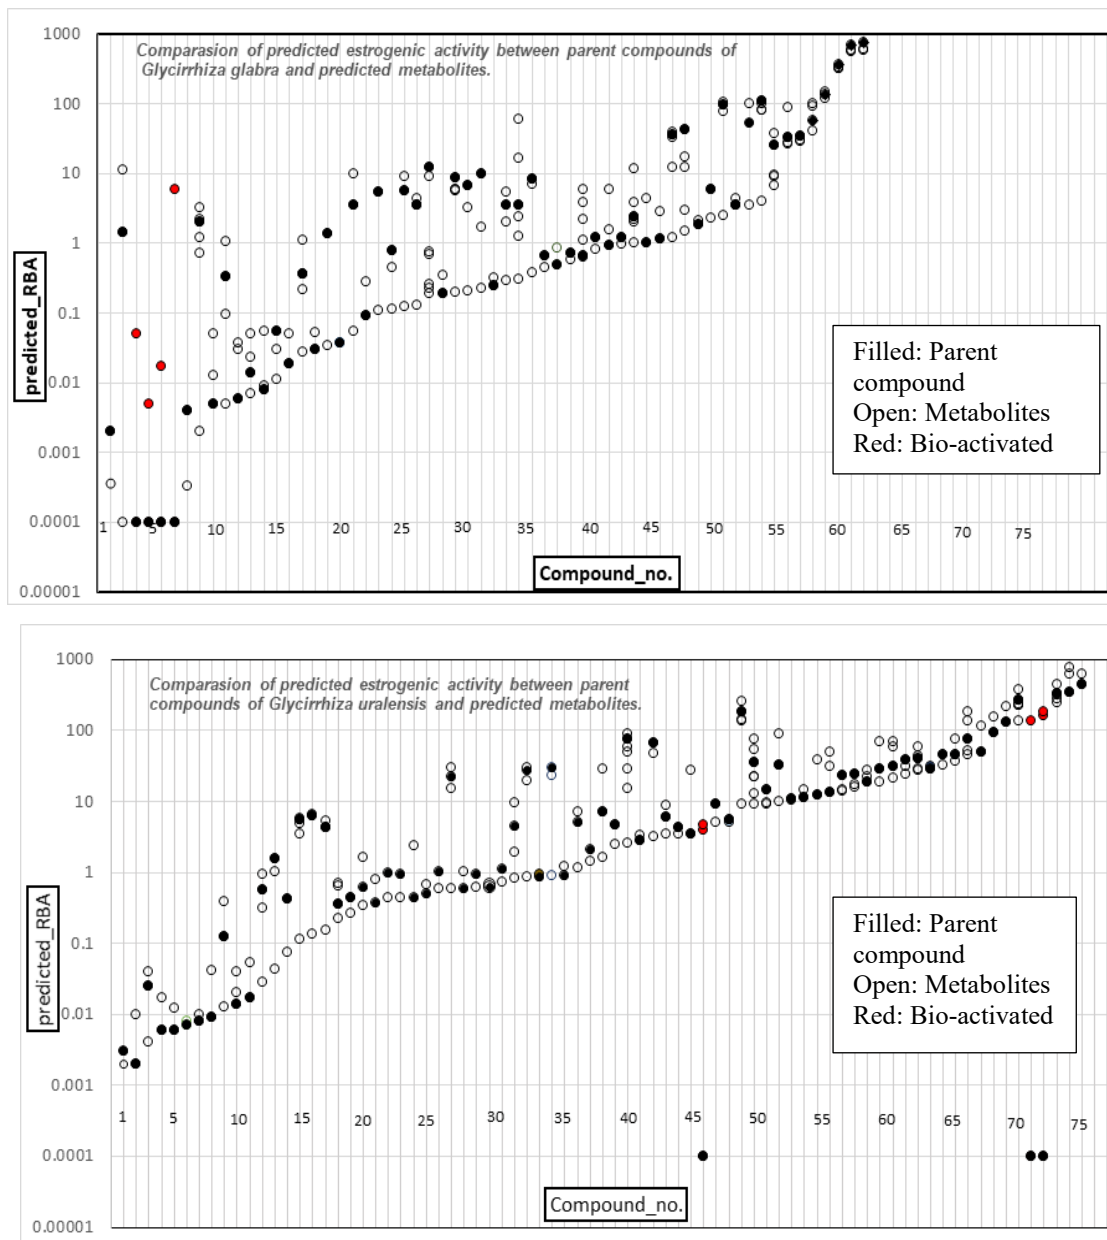 1000
Comparasion of predicted estrogenic activity between parent compounds of
Glycirrhiza glabra and predicted metabolites.
100
10
1
predicted_RBA
0.1
Filled: Parent
compound
Open: Metabolites
Red: Bio-activated
0.01
0.001
0.0001
1 5 10 15 20 25 30 35 40 45 50 55 60 65 70 75
Compound_no.
0.00001
1000
Comparasion of predicted estrogenic activity between parent
compounds of Glycirrhiza uralensis and predicted metabolites.
100
10
1
predicted_RBA
0.1
Filled: Parent
compound
Open: Metabolites
Red: Bio-activated
0.01
0.001
1 5 10 15 20 25 30 35 40 45 50 55 60 65 70 75
0.0001
Compound_no.
0.00001